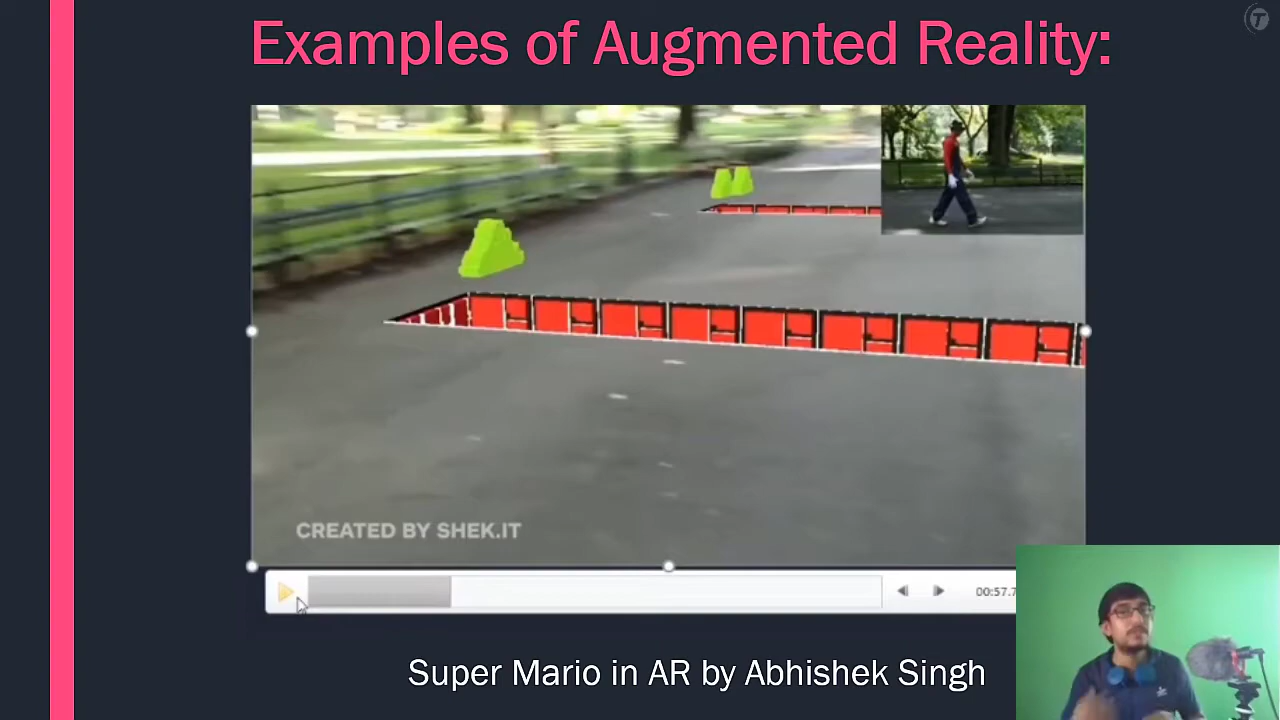 Examples of Augmented Reality:
CREATED BY SHEK.IT
00:57.7
Super Mario in AR by Abhishek Singh